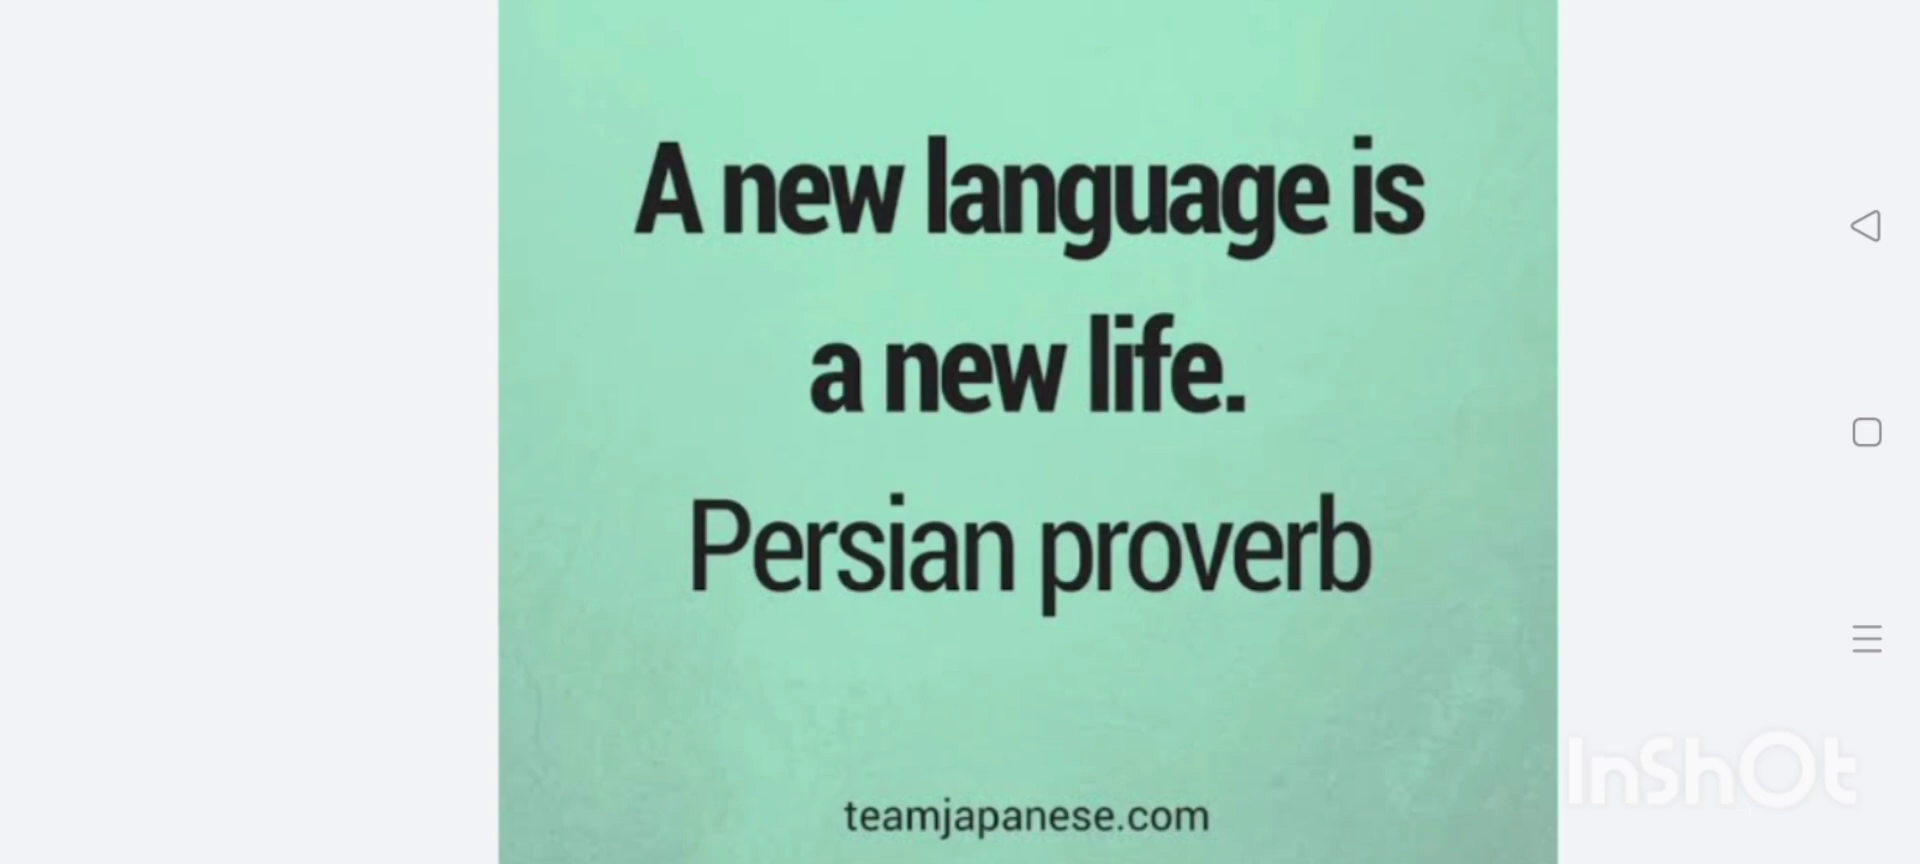 A new language is
a new life.
Persian proverb
teamjapanese.com
InShOt